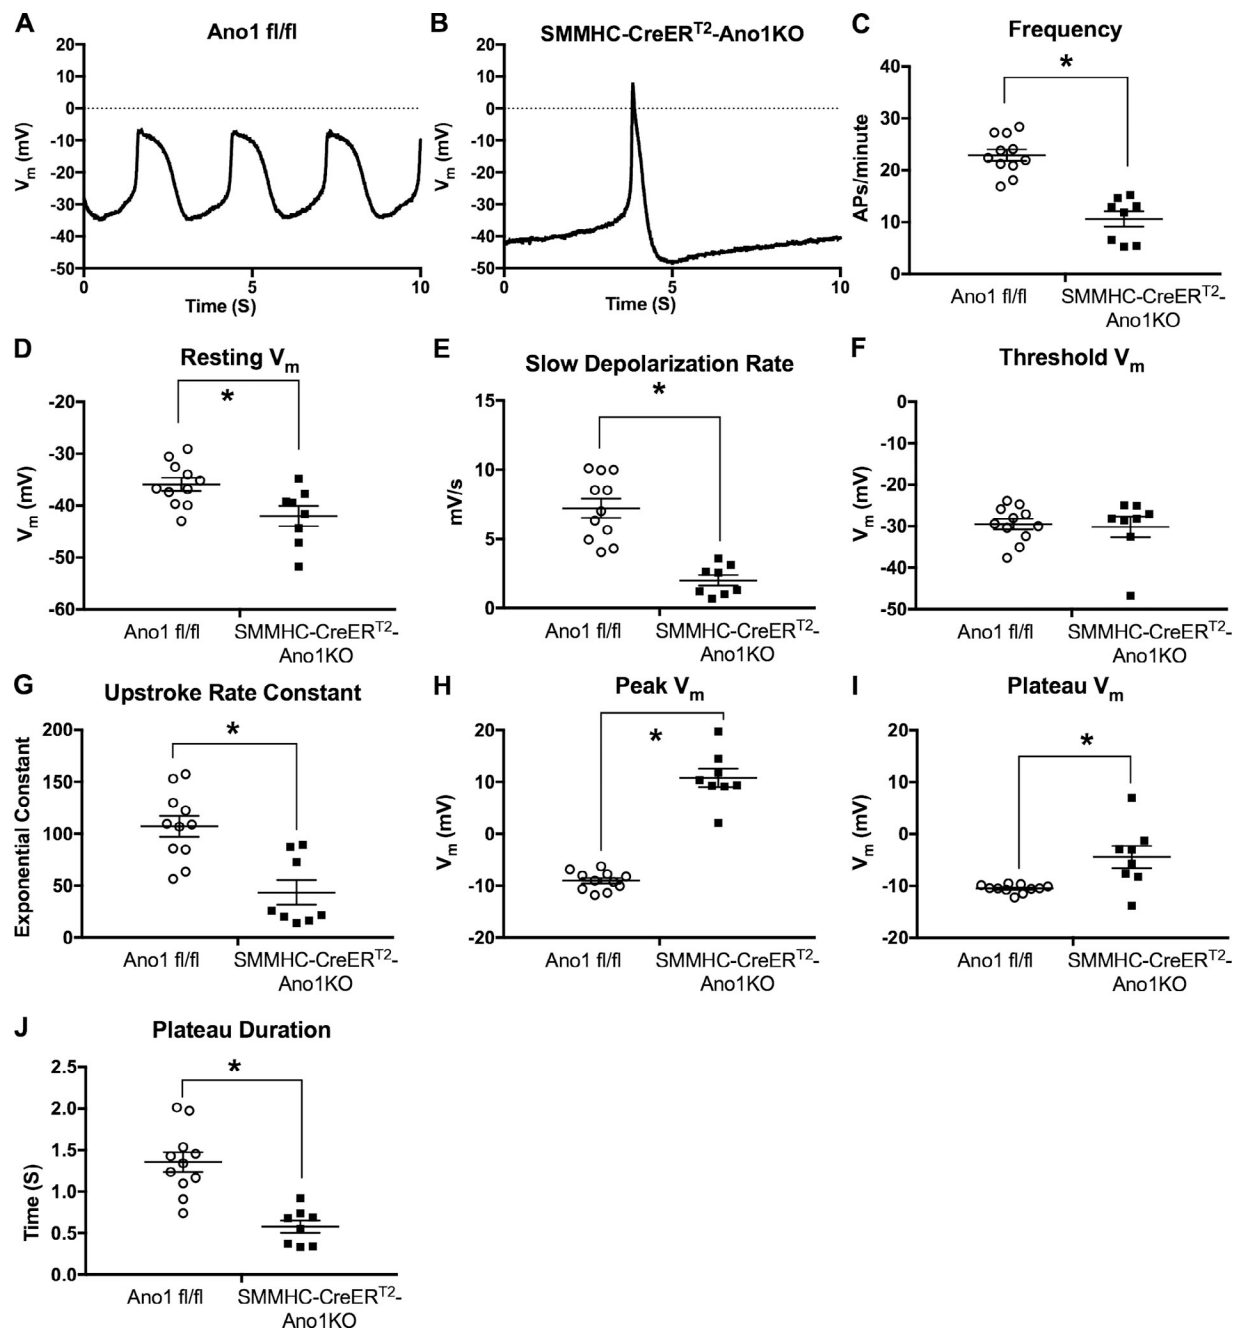 A
Ano1 fl/fl
20
10
0
-10
-20
-30
-40
-50
Vm (mV)
0
5
10
Time (S)
B
SMMHC-CreERT2-Ano1KO
20
10
0
-10
-20
-30
-40
-50
Vm (mV)
0
5
10
Time (S)
C
Frequency
*
40
30
20
10
0
APs/minute
Ano1 fl/fl
SMMHC-CreERT2-
Ano1KO
D
Resting Vm
*
-20
-30
-40
-50
-60
Vm (mV)
Ano1 fl/fl
SMMHC-CreERT2-
Ano1KO
E
Slow Depolarization Rate
*
15
10
5
0
mV/s
Ano1 fl/fl
SMMHC-CreERT2-
Ano1KO
F
Threshold Vm
0
-10
-20
-30
-40
-50
Vm (mV)
Ano1 fl/fl
SMMHC-CreERT2-
Ano1KO
G
Upstroke Rate Constant
*
200
150
100
50
0
Exponential Constant
Ano1 fl/fl
SMMHC-CreERT2-
Ano1KO
H
Peak Vm
*
20
10
0
-10
-20
Vm (mV)
Ano1 fl/fl
SMMHC-CreERT2-
Ano1KO
I
Plateau Vm
*
20
10
0
-10
-20
Vm (mV)
Ano1 fl/fl
SMMHC-CreERT2-
Ano1KO
J
Plateau Duration
*
2.5
2.0
1.5
1.0
0.5
0.0
Time (S)
Ano1 fl/fl
SMMHC-CreERT2-
Ano1KO